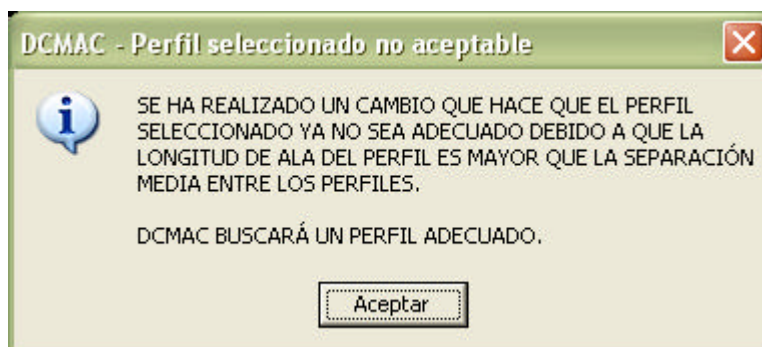 DCMAC - Perfil seleccionado no aceptable
SE HA REALIZADO UN CAMBIO QUE HACE QUE EL PERFIL
SELECCIONADO YA NO SEA ADECUADO DEBIDO A QUE LA
LONGITUD DE ALA DEL PERFIL ES MAYOR QUE LA SEPARACIÓN
MEDIA ENTRE LOS PERFILES.
DCMAC BUSCARÁ UN PERFIL ADECUADO.
Aceptar